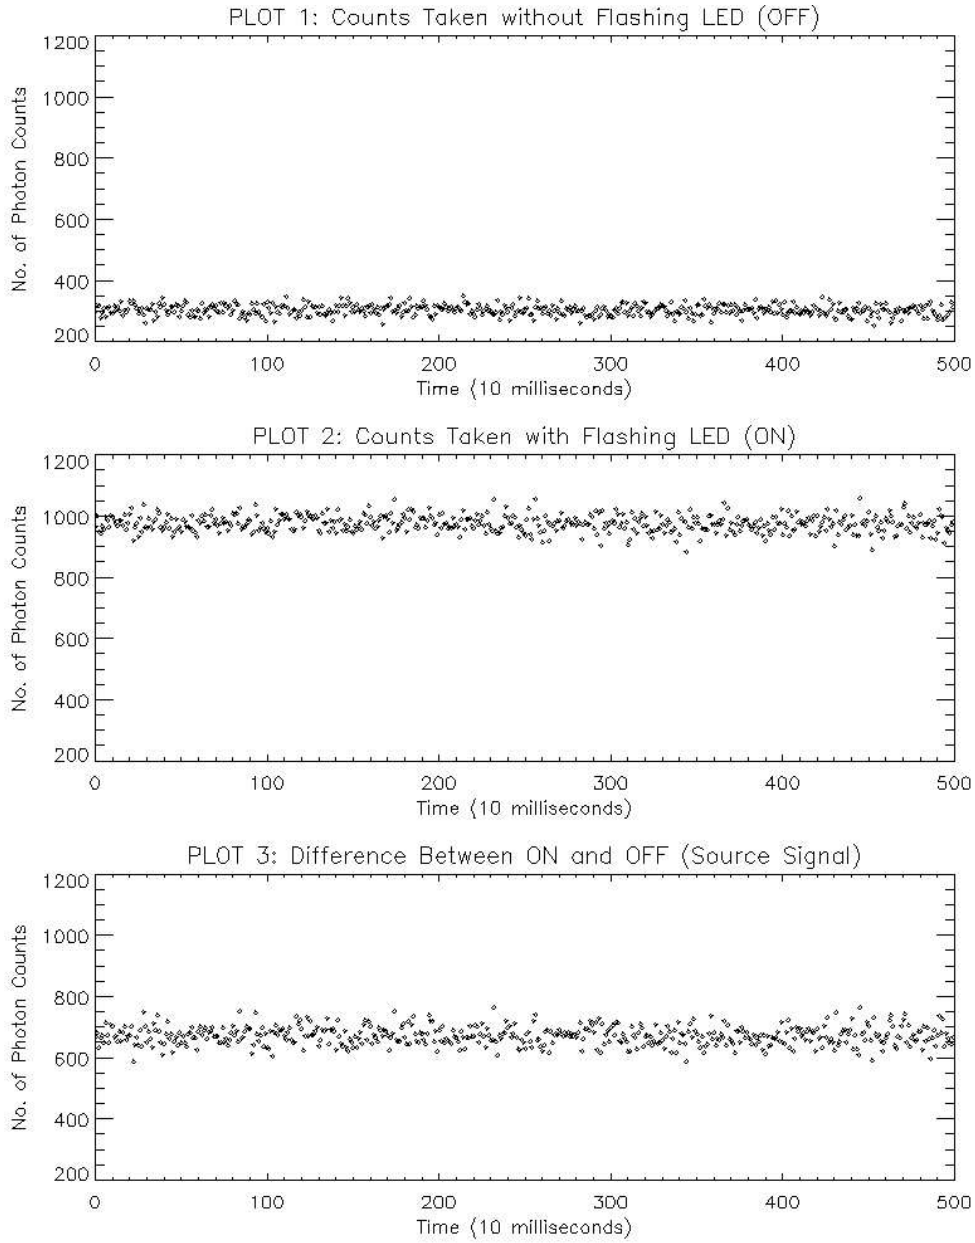 PLOT 1: Counts Taken without Flashing LED (OFF)
No. of Photon Counts
1200
1000
800
600
400
200
0 100 200 300 400 500
Time (10 milliseconds)
PLOT 2: Counts Taken with Flashing LED (ON)
No. of Photon Counts
1200
1000
800
600
400
200
0 100 200 300 400 500
Time (10 milliseconds)
PLOT 3: Difference Between ON and OFF (Source Signal)
No. of Photon Counts
1200
1000
800
600
400
200
0 100 200 300 400 500
Time (10 milliseconds)